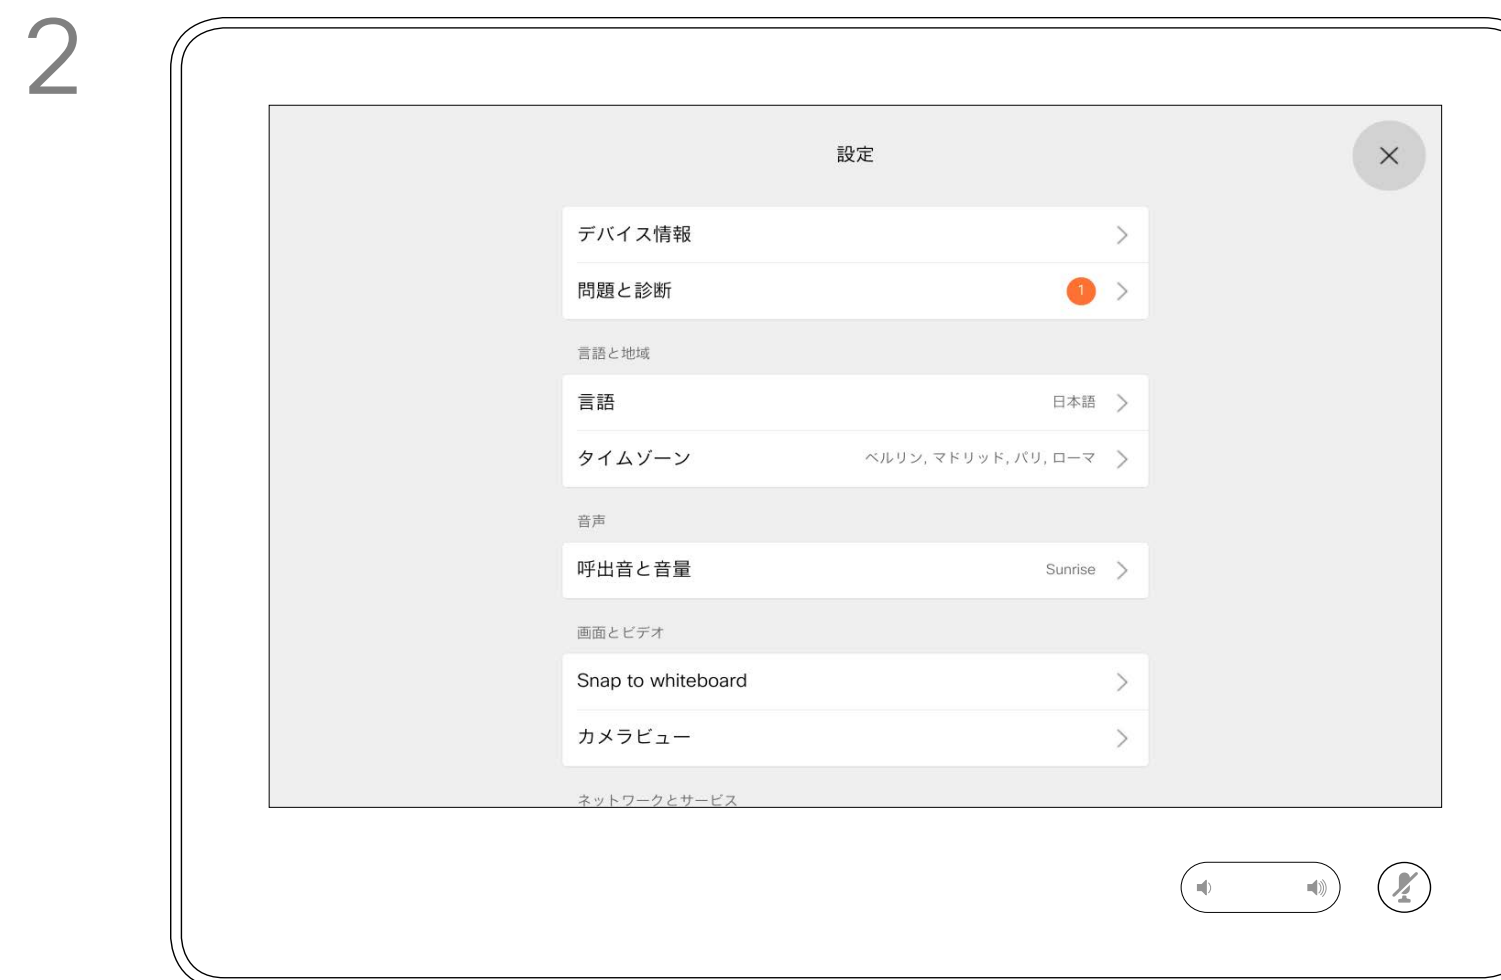 2
設定
デバイス情報
問題と診断 1
言語と地域
言語 日本語
タイムゾーン ベルリン, マドリッド, パリ, ローマ
音声
呼出音と音量 Sunrise
画面とビデオ
Snap to whiteboard
カメラビュー
ネットワークとサービス